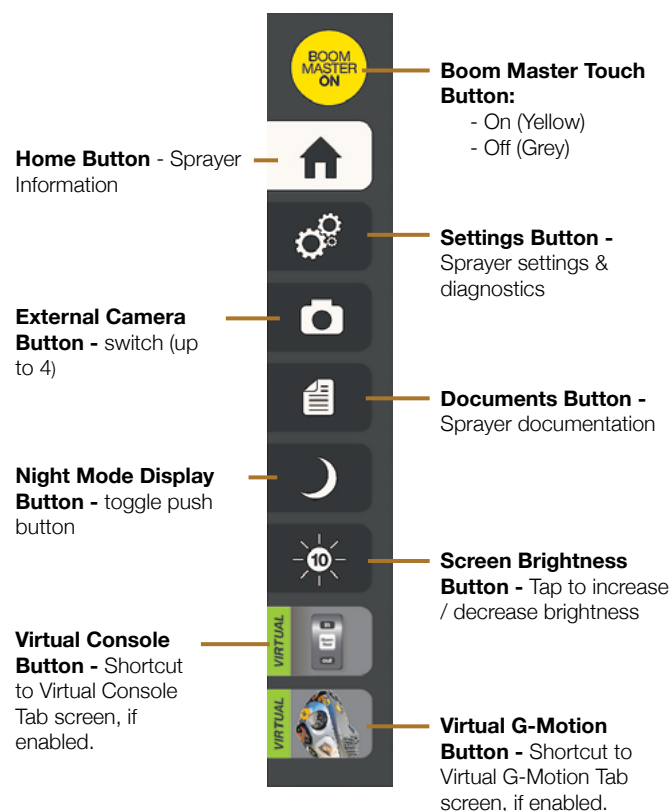 BOOM
MASTER
ON
Boom Master Touch
Button:
- On (Yellow)
- Off (Grey)
Home Button - Sprayer
Information
Settings Button -
Sprayer settings &
diagnostics
External Camera
Button - switch (up
to 4)
Documents Button -
Sprayer documentation
Night Mode Display
Button - toggle push
button
10
Screen Brightness
Button - Tap to increase
/ decrease brightness
VIRTUAL
in
out
Virtual Console
Button - Shortcut
to Virtual Console
Tab screen, if
enabled.
VIRTUAL
Virtual G-Motion
Button - Shortcut to
Virtual G-Motion Tab
screen, if enabled.